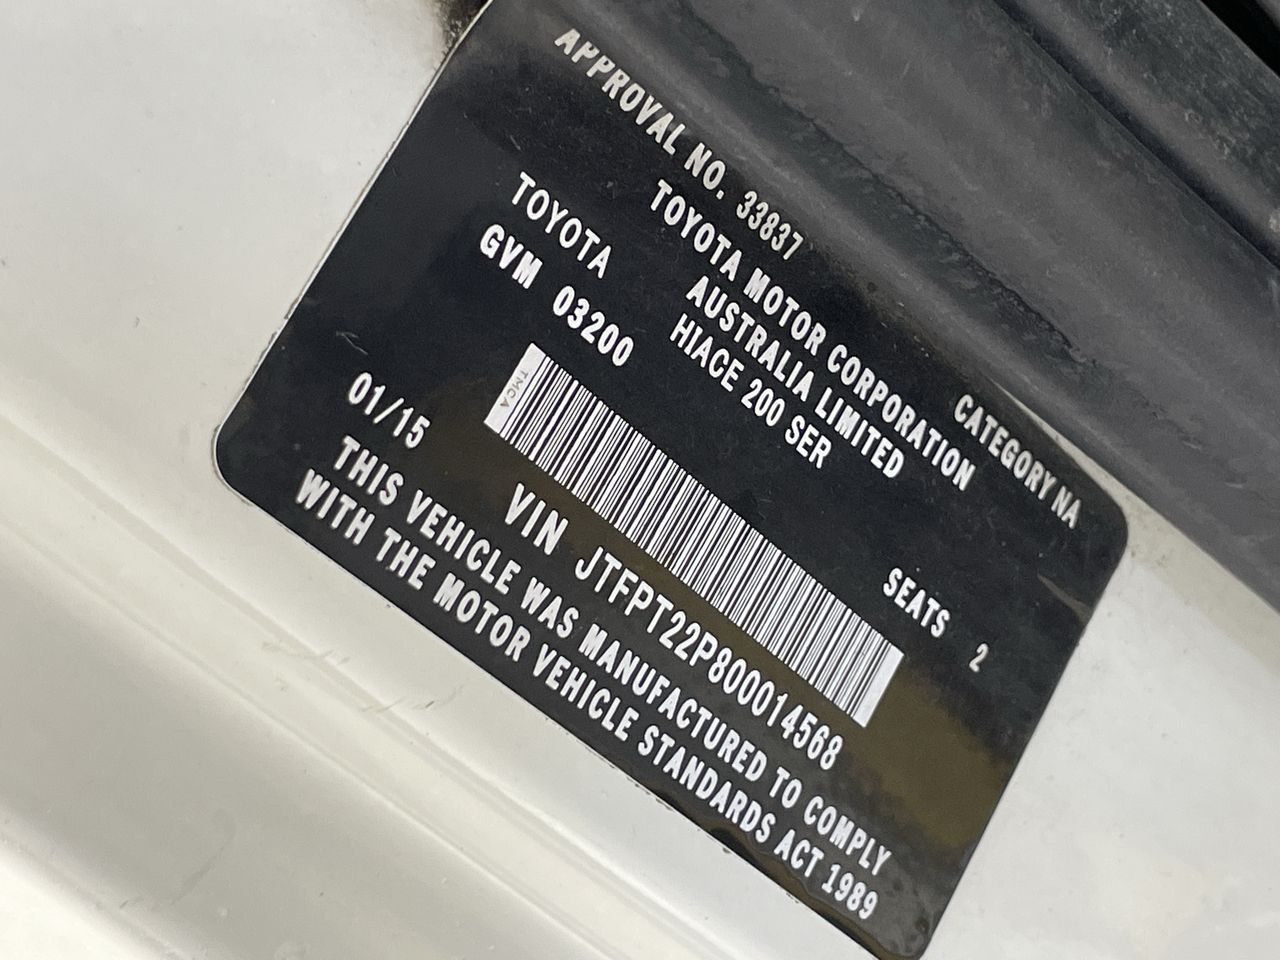 APPROVAL NO. 33837 CATEGORY NA
TOYOTA MOTOR CORPORATION
AUSTRALIA LIMITED
TOYOTA HIACE 200 SER
GVM 03200 SEATS 2
TMCA
01/15 VIN JTFPT22P800014568
THIS VEHICLE WAS MANUFACTURED TO COMPLY
WITH THE MOTOR VEHICLE STANDARDS ACT 1989